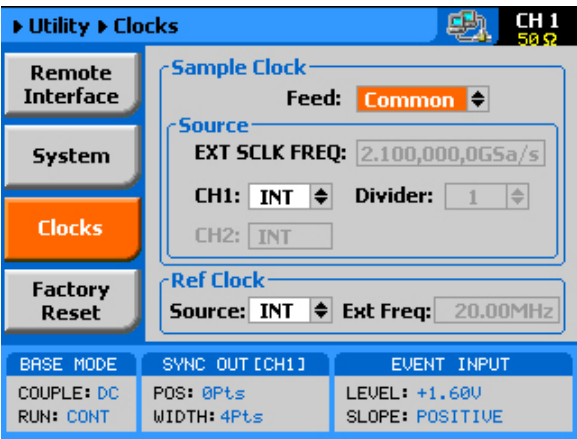 Utility Clocks
CH 1
50 Ω
Remote
Interface
System
Clocks
Factory
Reset
Sample Clock
Feed: Common
Source
EXT SCLK FREQ: 2.100,000,0GSa/s
CH1: INT Divider: 1
CH2: INT
Ref Clock
Source: INT Ext Freq: 20.00MHz
BASE MODE
COUPLE: DC
RUN: CONT
SYNC OUT [CH1]
POS: 0Pts
WIDTH: 4Pts
EVENT INPUT
LEVEL: +1.60V
SLOPE: POSITIVE